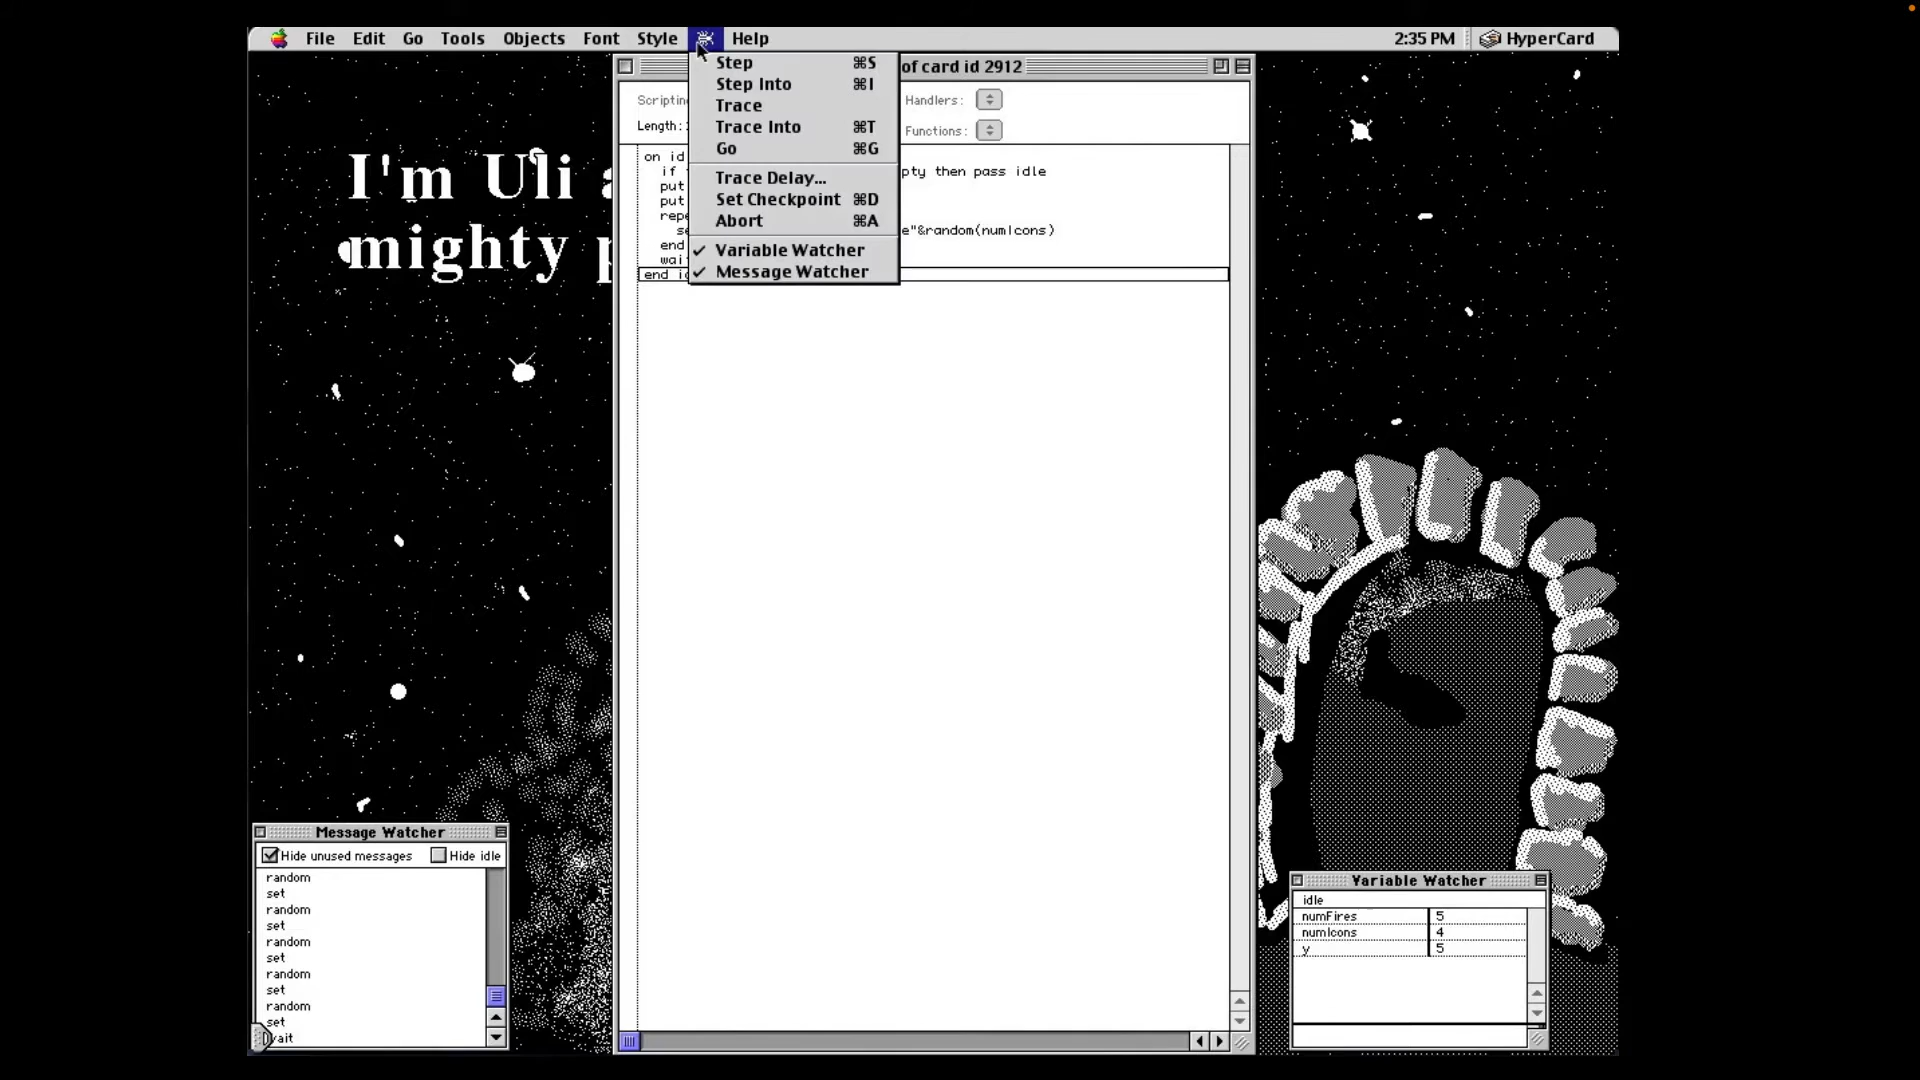 File Edit Go Tools Objects Font Style Help 2:35 PM HyperCard
I'm Uli
mighty
of card id 2912
Scriptin
Handlers:
Length:
Functions:
on id
if
pty then pass idle
put
put
repe
se
e"&random(numIcons)
end
wai
end i
Step ⌘S
Step Into ⌘I
Trace
Trace Into ⌘T
Go ⌘G
Trace Delay...
Set Checkpoint ⌘D
Abort ⌘A
✓ Variable Watcher
✓ Message Watcher
Message Watcher
Hide unused messages Hide idle
random
set
random
set
random
set
random
set
random
set
wait
Variable Watcher
idle
numFires 5
numIcons 4
y 5